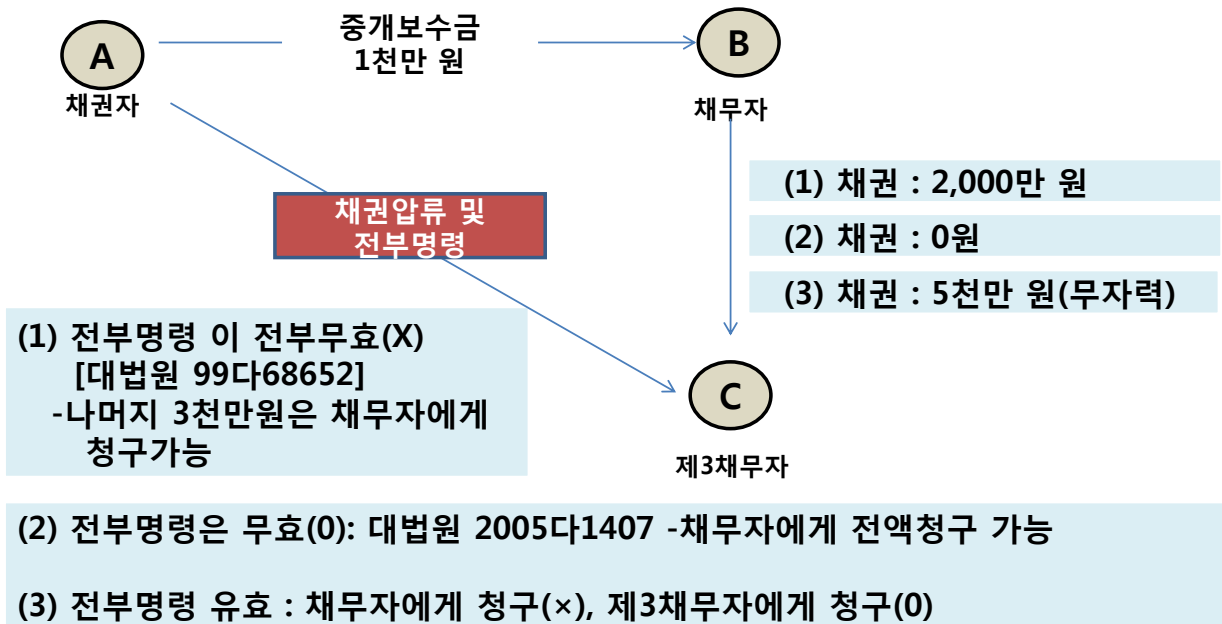 중개보수금
1천만 원
A
채권자
B
채무자
채권압류 및
전부명령
(1) 채권 : 2,000만 원
(2) 채권 : 0원
(3) 채권 : 5천만 원(무자력)
C
제3채무자
(1) 전부명령 이 전부무효(X)
[대법원 99다68652]
-나머지 3천만원은 채무자에게
청구가능
(2) 전부명령은 무효(0): 대법원 2005다1407 -채무자에게 전액청구 가능
(3) 전부명령 유효 : 채무자에게 청구(×), 제3채무자에게 청구(0)